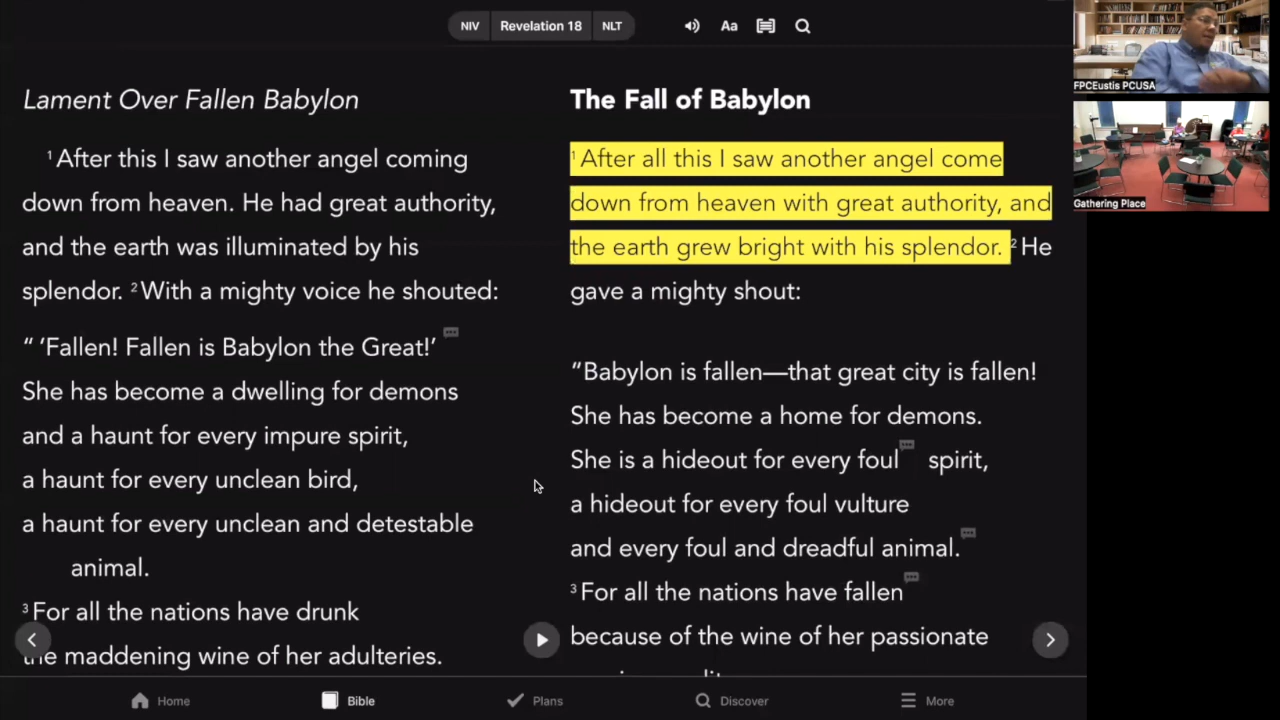 NIV Revelation 18 NLT Aa
Lament Over Fallen Babylon
1 After this I saw another angel coming
down from heaven. He had great authority,
and the earth was illuminated by his
splendor. 2 With a mighty voice he shouted:
“ ‘Fallen! Fallen is Babylon the Great!’
She has become a dwelling for demons
and a haunt for every impure spirit,
a haunt for every unclean bird,
a haunt for every unclean and detestable
animal.
3 For all the nations have drunk
the maddening wine of her adulteries.
The Fall of Babylon
1 After all this I saw another angel come
down from heaven with great authority, and
the earth grew bright with his splendor. 2 He
gave a mighty shout:
“Babylon is fallen—that great city is fallen!
She has become a home for demons.
She is a hideout for every foul spirit,
a hideout for every foul vulture
and every foul and dreadful animal.
3 For all the nations have fallen
because of the wine of her passionate
Home Bible Plans Discover More
FPCEustis PCUSA
Gathering Place